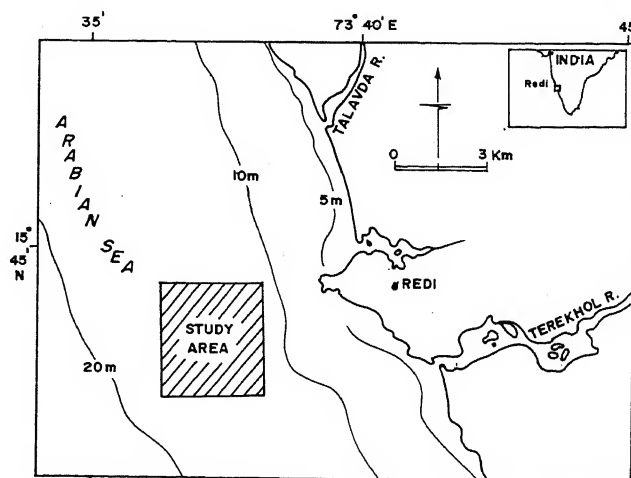 35'
73° 40' E
45
INDIA
Redi
TALAVDA R.
ARABIAN SEA
0 3 Km
10m
5m
15°
45'
N
REDI
STUDY AREA
TEREKHOL R.
20m